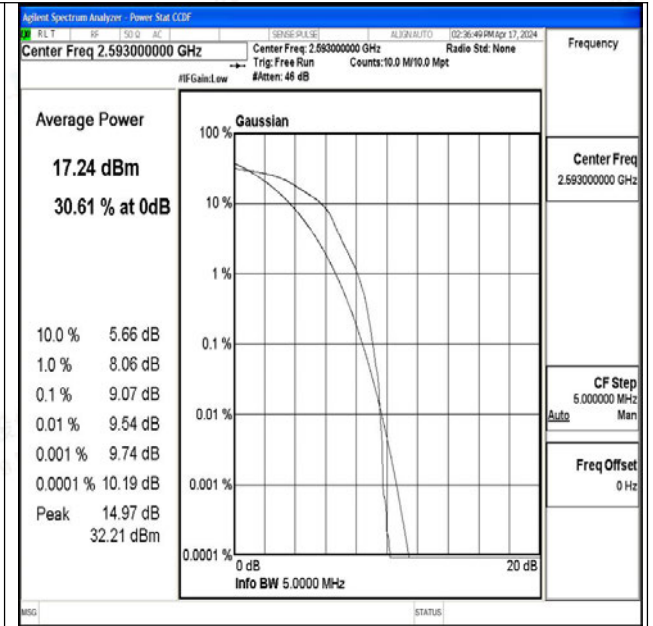 Agilent Spectrum Analyzer - Power Stat CCDF
RL T RF 50 Ω AC SENSE:PULSE ALIGN AUTO 02:36:49 PM Apr 17, 2024
Center Freq 2.593000000 GHz
Center Freq: 2.593000000 GHz Radio Std: None
Trig: Free Run Counts:10.0 M/10.0 Mpt
#IFGain:Low #Atten: 46 dB
Frequency
Average Power
17.24 dBm
30.61 % at 0dB
10.0 % 5.66 dB
1.0 % 8.06 dB
0.1 % 9.07 dB
0.01 % 9.54 dB
0.001 % 9.74 dB
0.0001 % 10.19 dB
Peak 14.97 dB
32.21 dBm
Gaussian
100 %
10 %
1 %
0.1 %
0.01 %
0.001 %
0.0001 %
0 dB 20 dB
Info BW 5.0000 MHz
Center Freq
2.593000000 GHz
CF Step
5.000000 MHz
Auto Man
Freq Offset
0 Hz
MSG STATUS